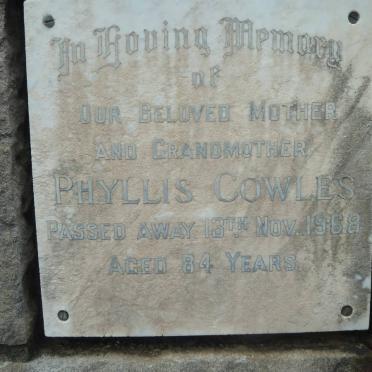 In Loving Memory
of
OUR BELOVED MOTHER
AND GRANDMOTHER
PHYLLIS COWLES
PASSED AWAY 13TH NOV. 1968
AGED 84 YEARS